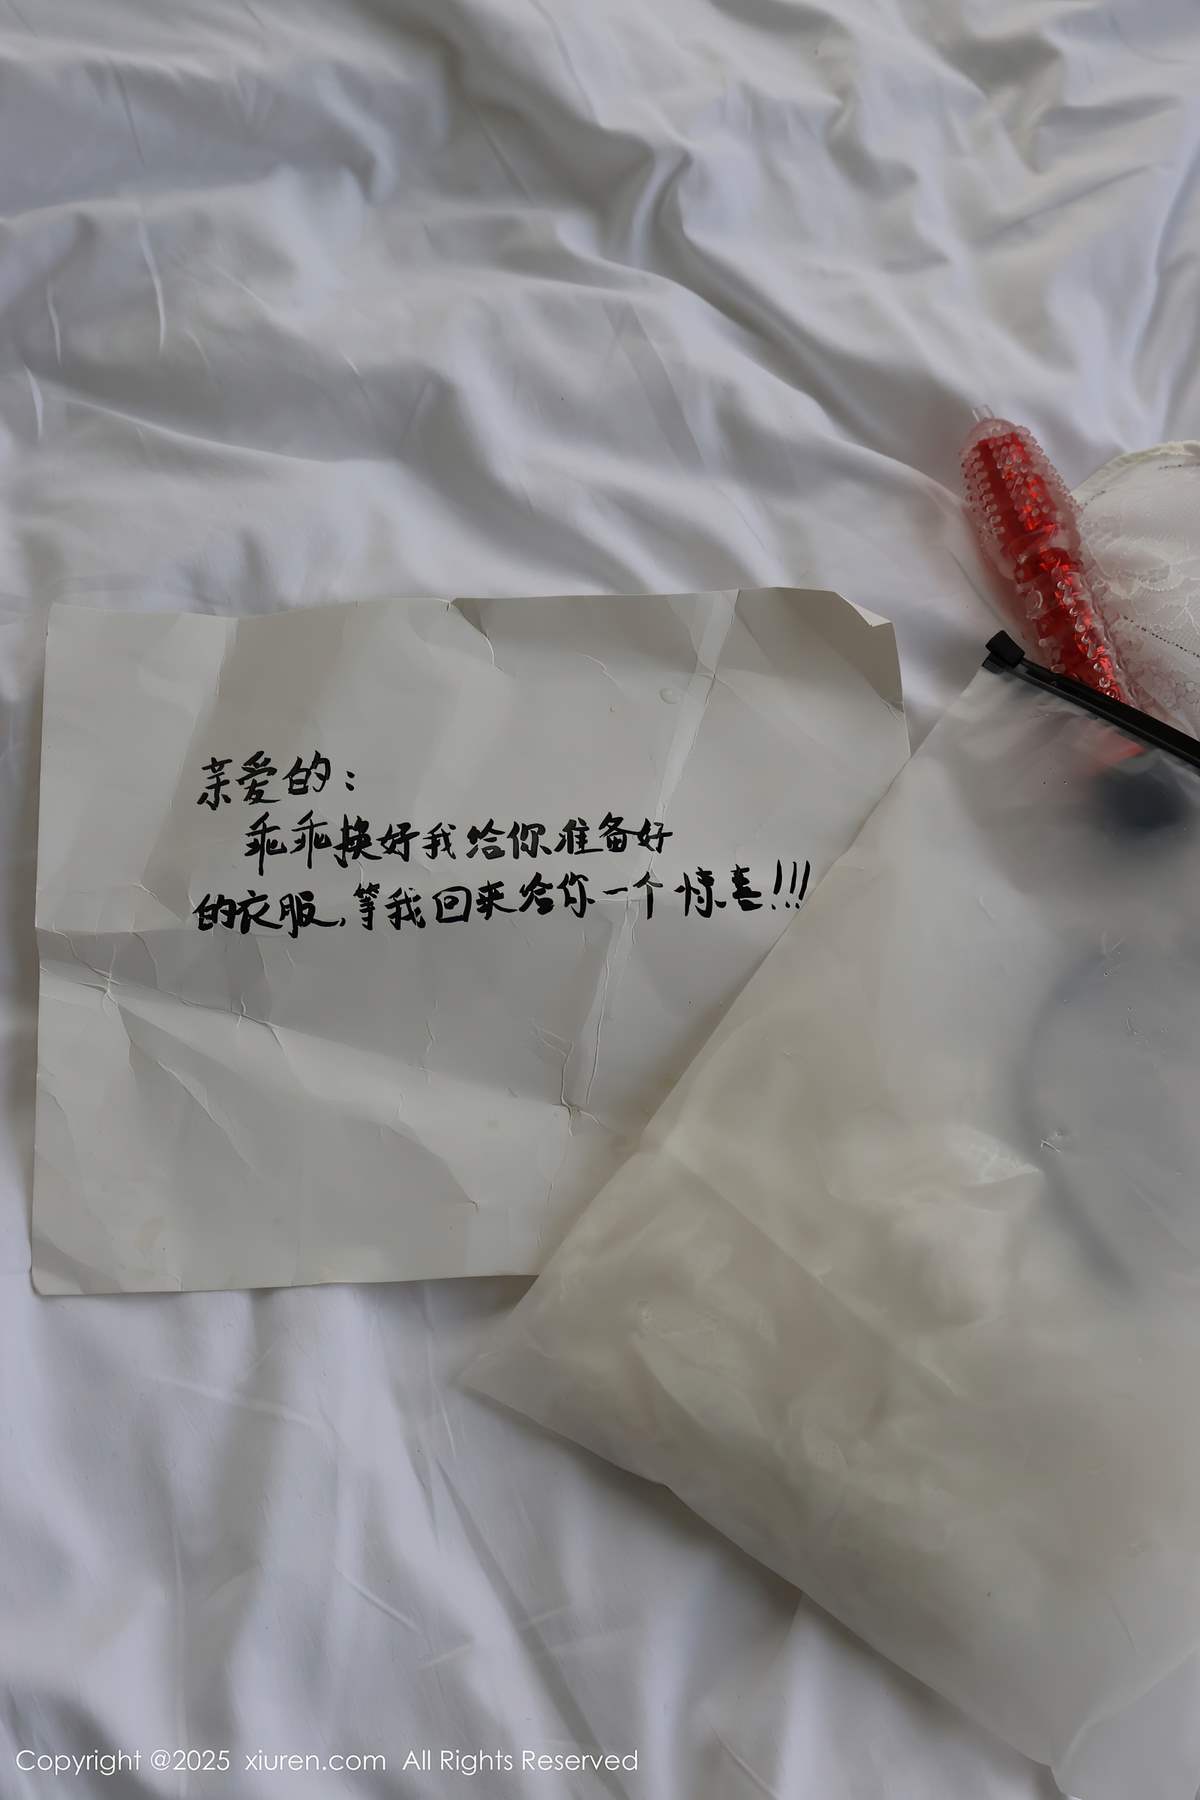 亲爱的：
乖乖换好我给你准备好
的衣服，等我回来给你一个惊喜!!!
Copyright @2025 xiuren.com All Rights Reserved